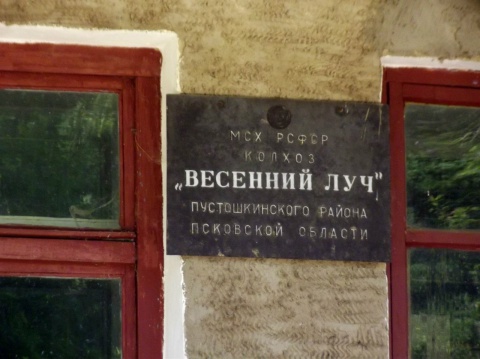 МСХ РСФСР
КОЛХОЗ
„ВЕСЕННИЙ ЛУЧ"
ПУСТОШКИНСКОГО РАЙОНА
ПСКОВСКОЙ ОБЛАСТИ